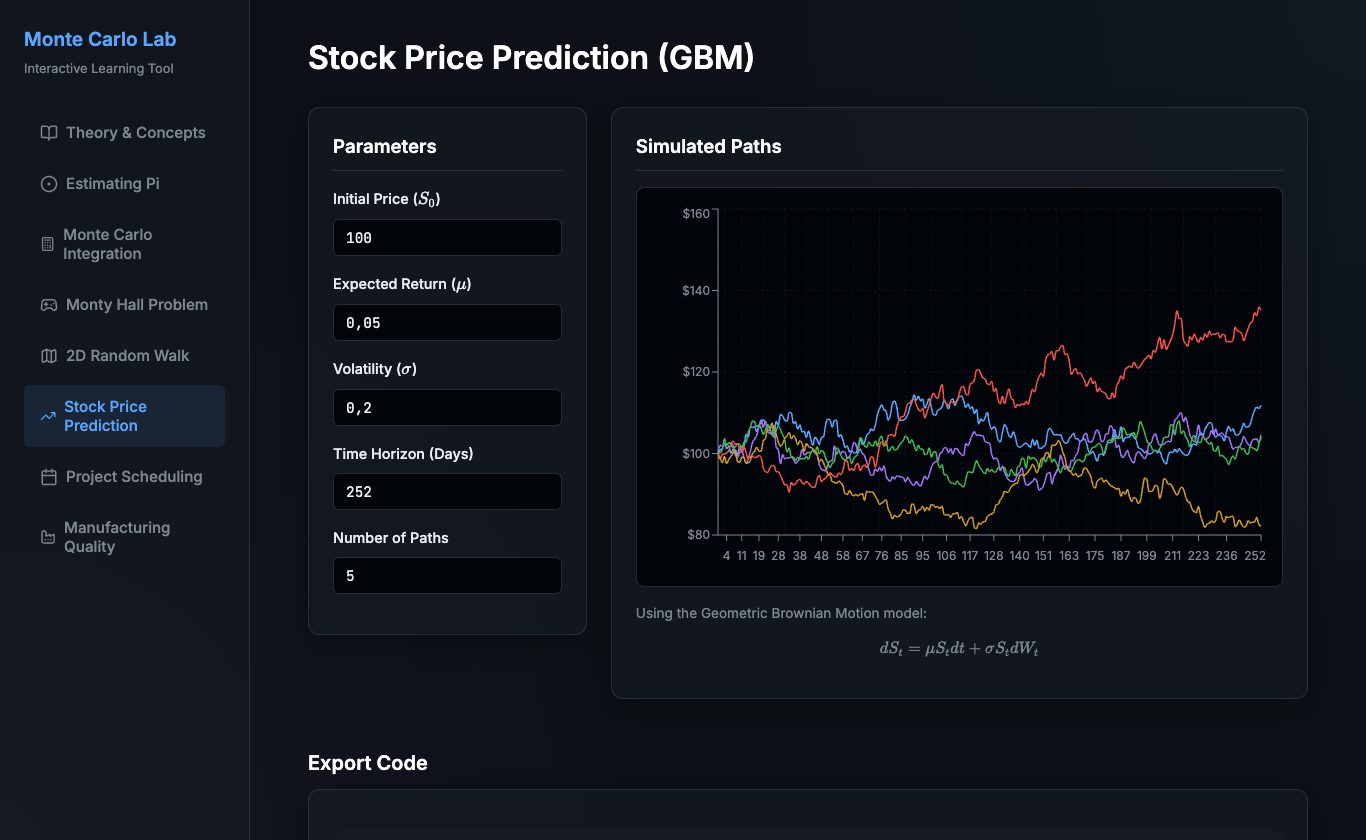 Monte Carlo Lab
Interactive Learning Tool
Theory & Concepts
Estimating Pi
Monte Carlo
Integration
Monty Hall Problem
2D Random Walk
Stock Price
Prediction
Project Scheduling
Manufacturing
Quality
Stock Price Prediction (GBM)
Parameters
Initial Price (S₀)
100
Expected Return (μ)
0,05
Volatility (σ)
0,2
Time Horizon (Days)
252
Number of Paths
5
Simulated Paths
$160
$140
$120
$100
$80
4 11 19 28 38 48 58 67 76 85 95 106 117 128 140 151 163 175 187 199 211 223 236 252
Using the Geometric Brownian Motion model:
dSₜ = μSₜdt + σSₜdWₜ
Export Code